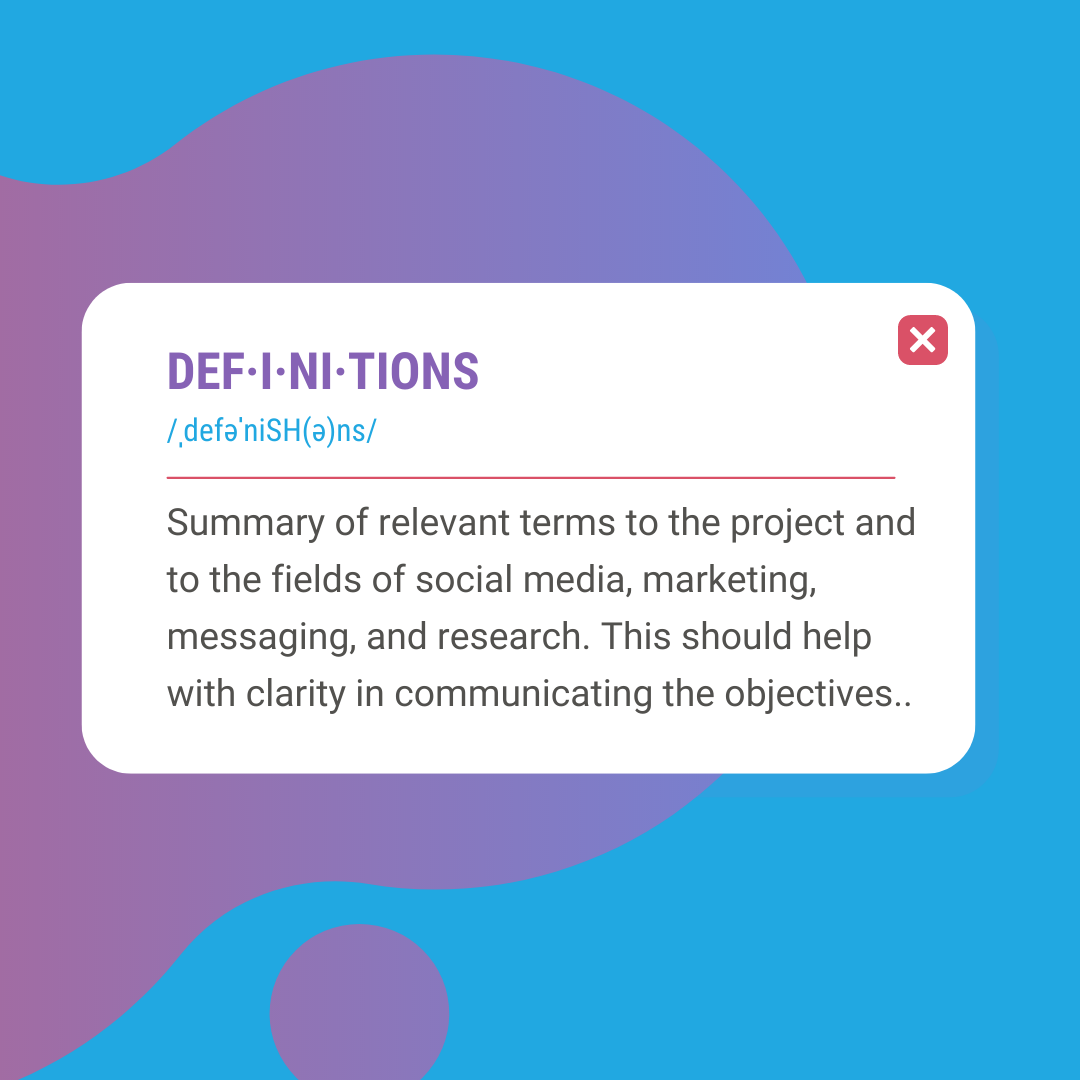 DEF·I·NI·TIONS
/ˌdefəˈniSH(ə)ns/
Summary of relevant terms to the project and
to the fields of social media, marketing,
messaging, and research. This should help
with clarity in communicating the objectives..